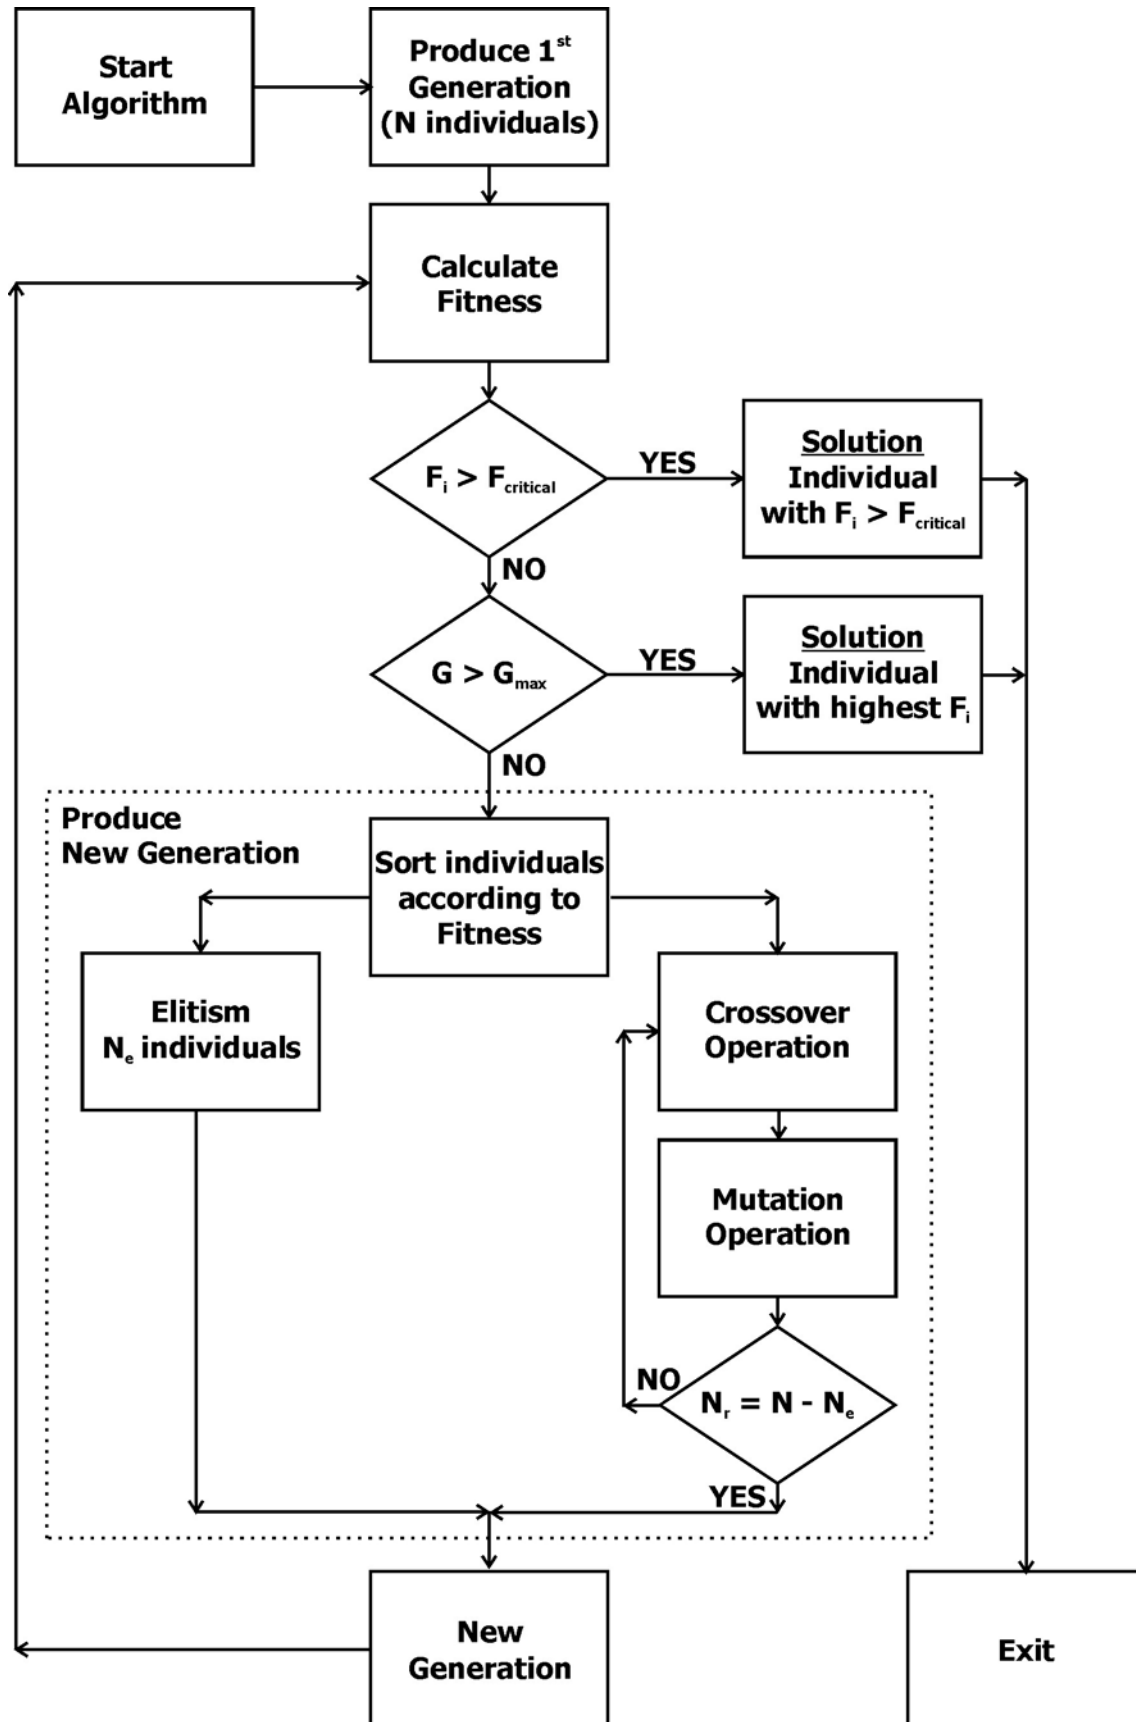 Start
Algorithm
Produce 1st
Generation
(N individuals)
Calculate
Fitness
Fi > Fcritical
YES
Solution
Individual
with Fi > Fcritical
NO
G > Gmax
YES
Solution
Individual
with highest Fi
NO
Produce
New Generation
Sort individuals
according to
Fitness
Elitism
Ne individuals
Crossover
Operation
Mutation
Operation
NO
Nr = N - Ne
YES
New
Generation
Exit